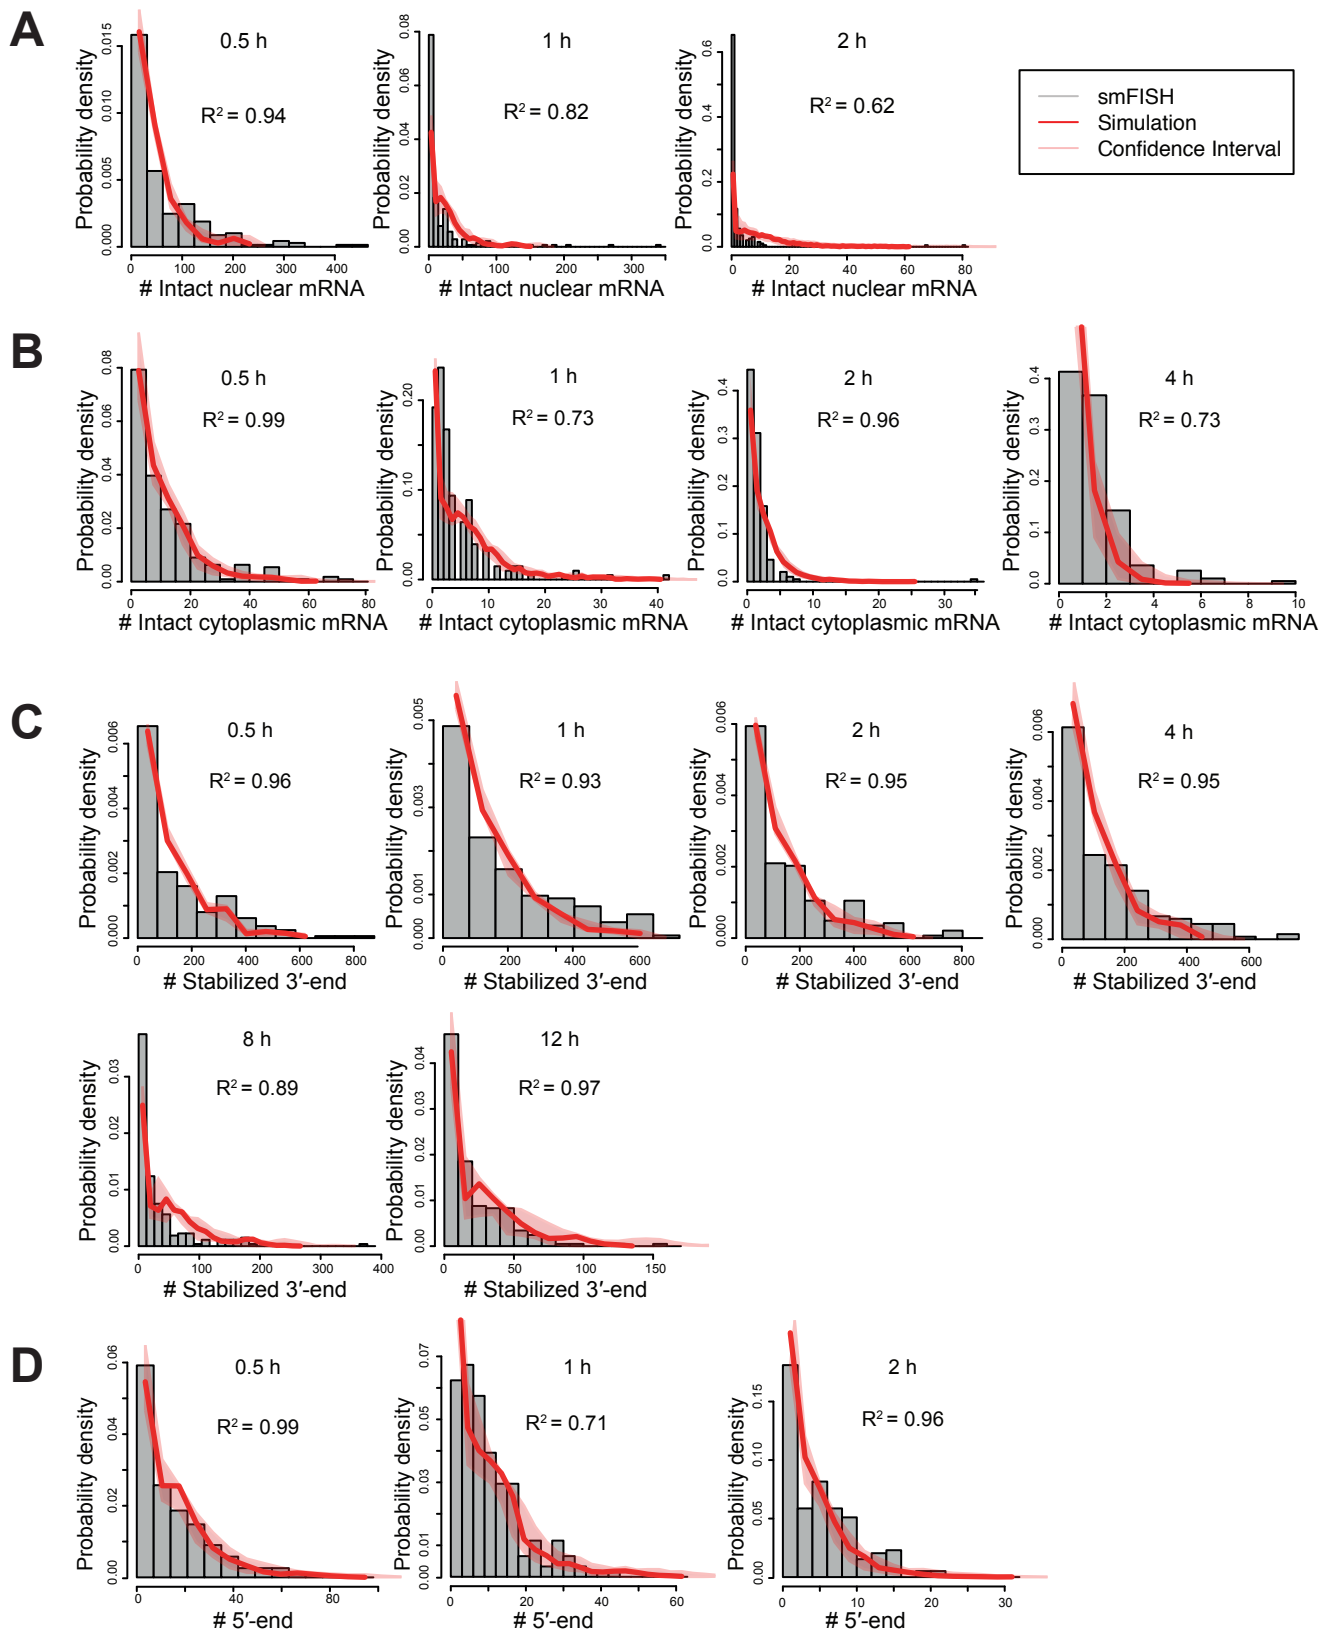 A
0.5 h
R² = 0.94
Probability density
0.000
0.005
0.010
0.015
0
100
200
300
400
# Intact nuclear mRNA
1 h
R² = 0.82
Probability density
0.00
0.02
0.04
0.06
0.08
0
100
200
300
# Intact nuclear mRNA
2 h
R² = 0.62
Probability density
0.0
0.2
0.4
0.6
0
20
40
60
80
# Intact nuclear mRNA
smFISH
Simulation
Confidence Interval
B
0.5 h
R² = 0.99
Probability density
0.00
0.02
0.04
0.06
0.08
0
20
40
60
80
# Intact cytoplasmic mRNA
1 h
R² = 0.73
Probability density
0.00
0.10
0.20
0
10
20
30
40
# Intact cytoplasmic mRNA
2 h
R² = 0.96
Probability density
0.0
0.1
0.2
0.3
0.4
0
10
20
30
# Intact cytoplasmic mRNA
4 h
R² = 0.73
Probability density
0.0
0.1
0.2
0.3
0.4
0
2
4
6
8
10
# Intact cytoplasmic mRNA
C
0.5 h
R² = 0.96
Probability density
0.000
0.002
0.004
0.006
0
200
400
600
800
# Stabilized 3′-end
1 h
R² = 0.93
Probability density
0.000
0.001
0.003
0.005
0
200
400
600
# Stabilized 3′-end
2 h
R² = 0.95
Probability density
0.000
0.002
0.004
0.006
0
200
400
600
800
# Stabilized 3′-end
4 h
R² = 0.95
Probability density
0.000
0.002
0.004
0.006
0
200
400
600
# Stabilized 3′-end
8 h
R² = 0.89
Probability density
0.00
0.01
0.02
0.03
0
100
200
300
400
# Stabilized 3′-end
12 h
R² = 0.97
Probability density
0.00
0.01
0.02
0.03
0.04
0
50
100
150
# Stabilized 3′-end
D
0.5 h
R² = 0.99
Probability density
0.00
0.02
0.04
0.06
0
40
80
# 5′-end
1 h
R² = 0.71
Probability density
0.00
0.01
0.03
0.05
0.07
0
20
40
60
# 5′-end
2 h
R² = 0.96
Probability density
0.00
0.05
0.10
0.15
0
10
20
30
# 5′-end